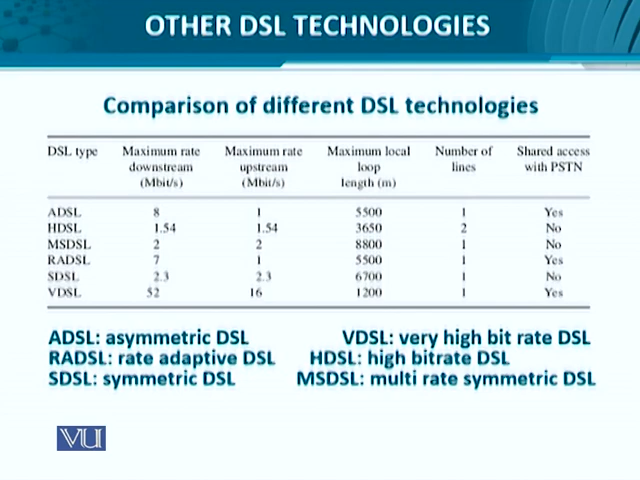 OTHER DSL TECHNOLOGIES
Comparison of different DSL technologies
DSL type Maximum rate downstream (Mbit/s) Maximum rate upstream (Mbit/s) Maximum local loop length (m) Number of lines Shared access with PSTN
ADSL 8 1 5500 1 Yes
HDSL 1.54 1.54 3650 2 No
MSDSL 2 2 8800 1 No
RADSL 7 1 5500 1 Yes
SDSL 2.3 2.3 6700 1 No
VDSL 52 16 1200 1 Yes
ADSL: asymmetric DSL VDSL: very high bit rate DSL
RADSL: rate adaptive DSL HDSL: high bitrate DSL
SDSL: symmetric DSL MSDSL: multi rate symmetric DSL
VU